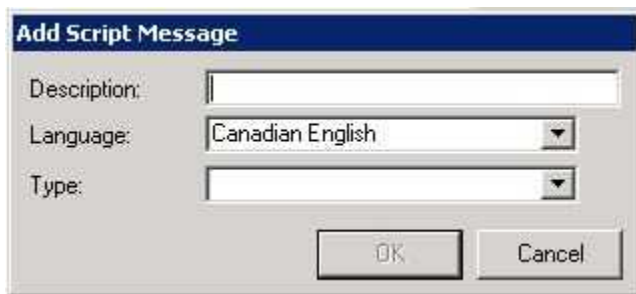 Add Script Message
Description:
Language: Canadian English
Type:
OK Cancel